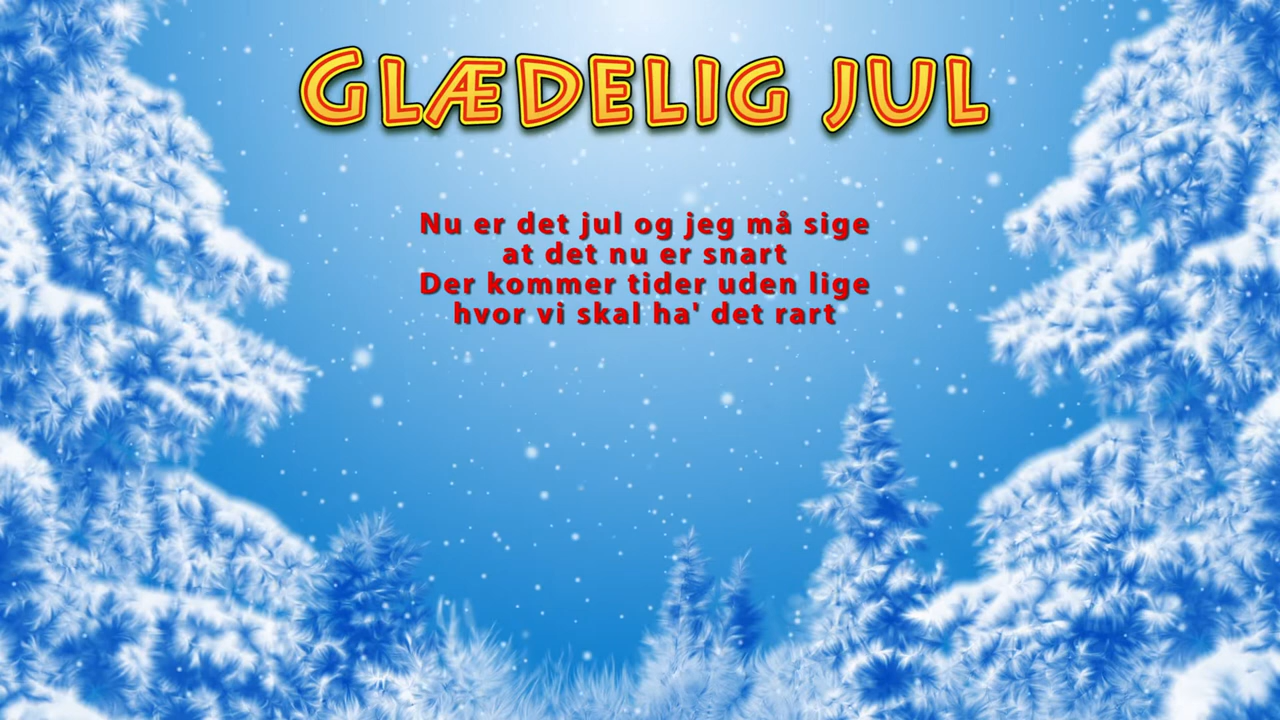 GLÆDELIG JUL
Nu er det jul og jeg må sige
at det nu er snart
Der kommer tider uden lige
hvor vi skal ha' det rart